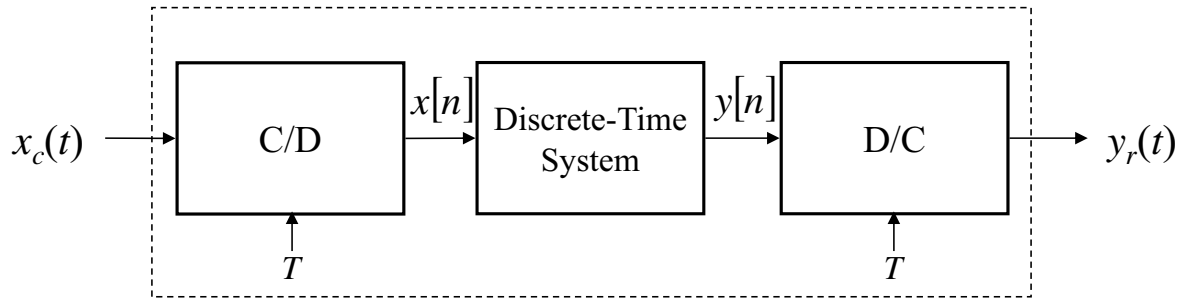 x_c(t)
C/D
x[n]
Discrete-Time
System
y[n]
D/C
y_r(t)
T
T